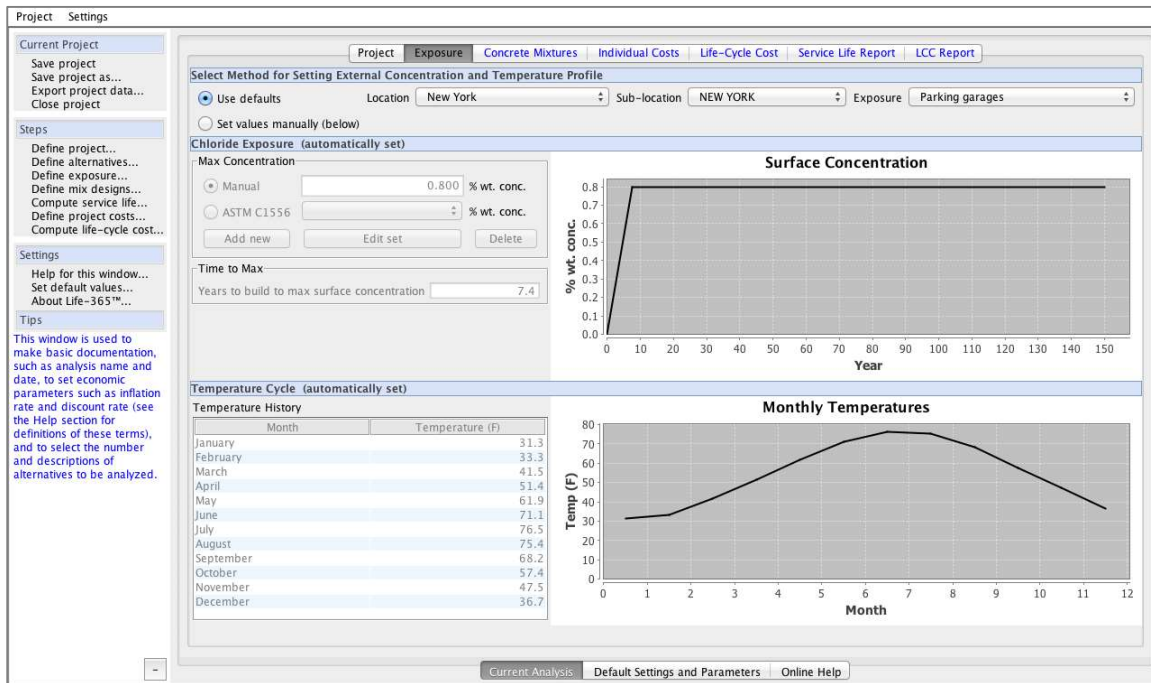 Project Settings
Current Project
Save project
Save project as...
Export project data...
Close project
Steps
Define project...
Define alternatives...
Define exposure...
Define mix designs...
Compute service life...
Define project costs...
Compute life-cycle cost...
Settings
Help for this window...
Set default values...
About Life-365™...
Tips
This window is used to
make basic documentation,
such as analysis name and
date, to set economic
parameters such as inflation
rate and discount rate (see
the Help section for
definitions of these terms),
and to select the number
and descriptions of
alternatives to be analyzed.
-
Project Exposure Concrete Mixtures Individual Costs Life-Cycle Cost Service Life Report LCC Report
Select Method for Setting External Concentration and Temperature Profile
Use defaults Location New York Sub-location NEW YORK Exposure Parking garages
Set values manually (below)
Chloride Exposure (automatically set)
Max Concentration
Manual 0.800 % wt. conc.
ASTM C1556 % wt. conc.
Add new Edit set Delete
Time to Max
Years to build to max surface concentration 7.4
Surface Concentration
% wt. conc.
0.8
0.7
0.6
0.5
0.4
0.3
0.2
0.1
0.0
0 10 20 30 40 50 60 70 80 90 100 110 120 130 140 150
Year
Temperature Cycle (automatically set)
Temperature History
Month Temperature (F)
January 31.3
February 33.3
March 41.5
April 51.4
May 61.9
June 71.1
July 76.5
August 75.4
September 68.2
October 57.4
November 47.5
December 36.7
Monthly Temperatures
Temp (F)
80
70
60
50
40
30
20
10
0
0 1 2 3 4 5 6 7 8 9 10 11 12
Month
Current Analysis Default Settings and Parameters Online Help